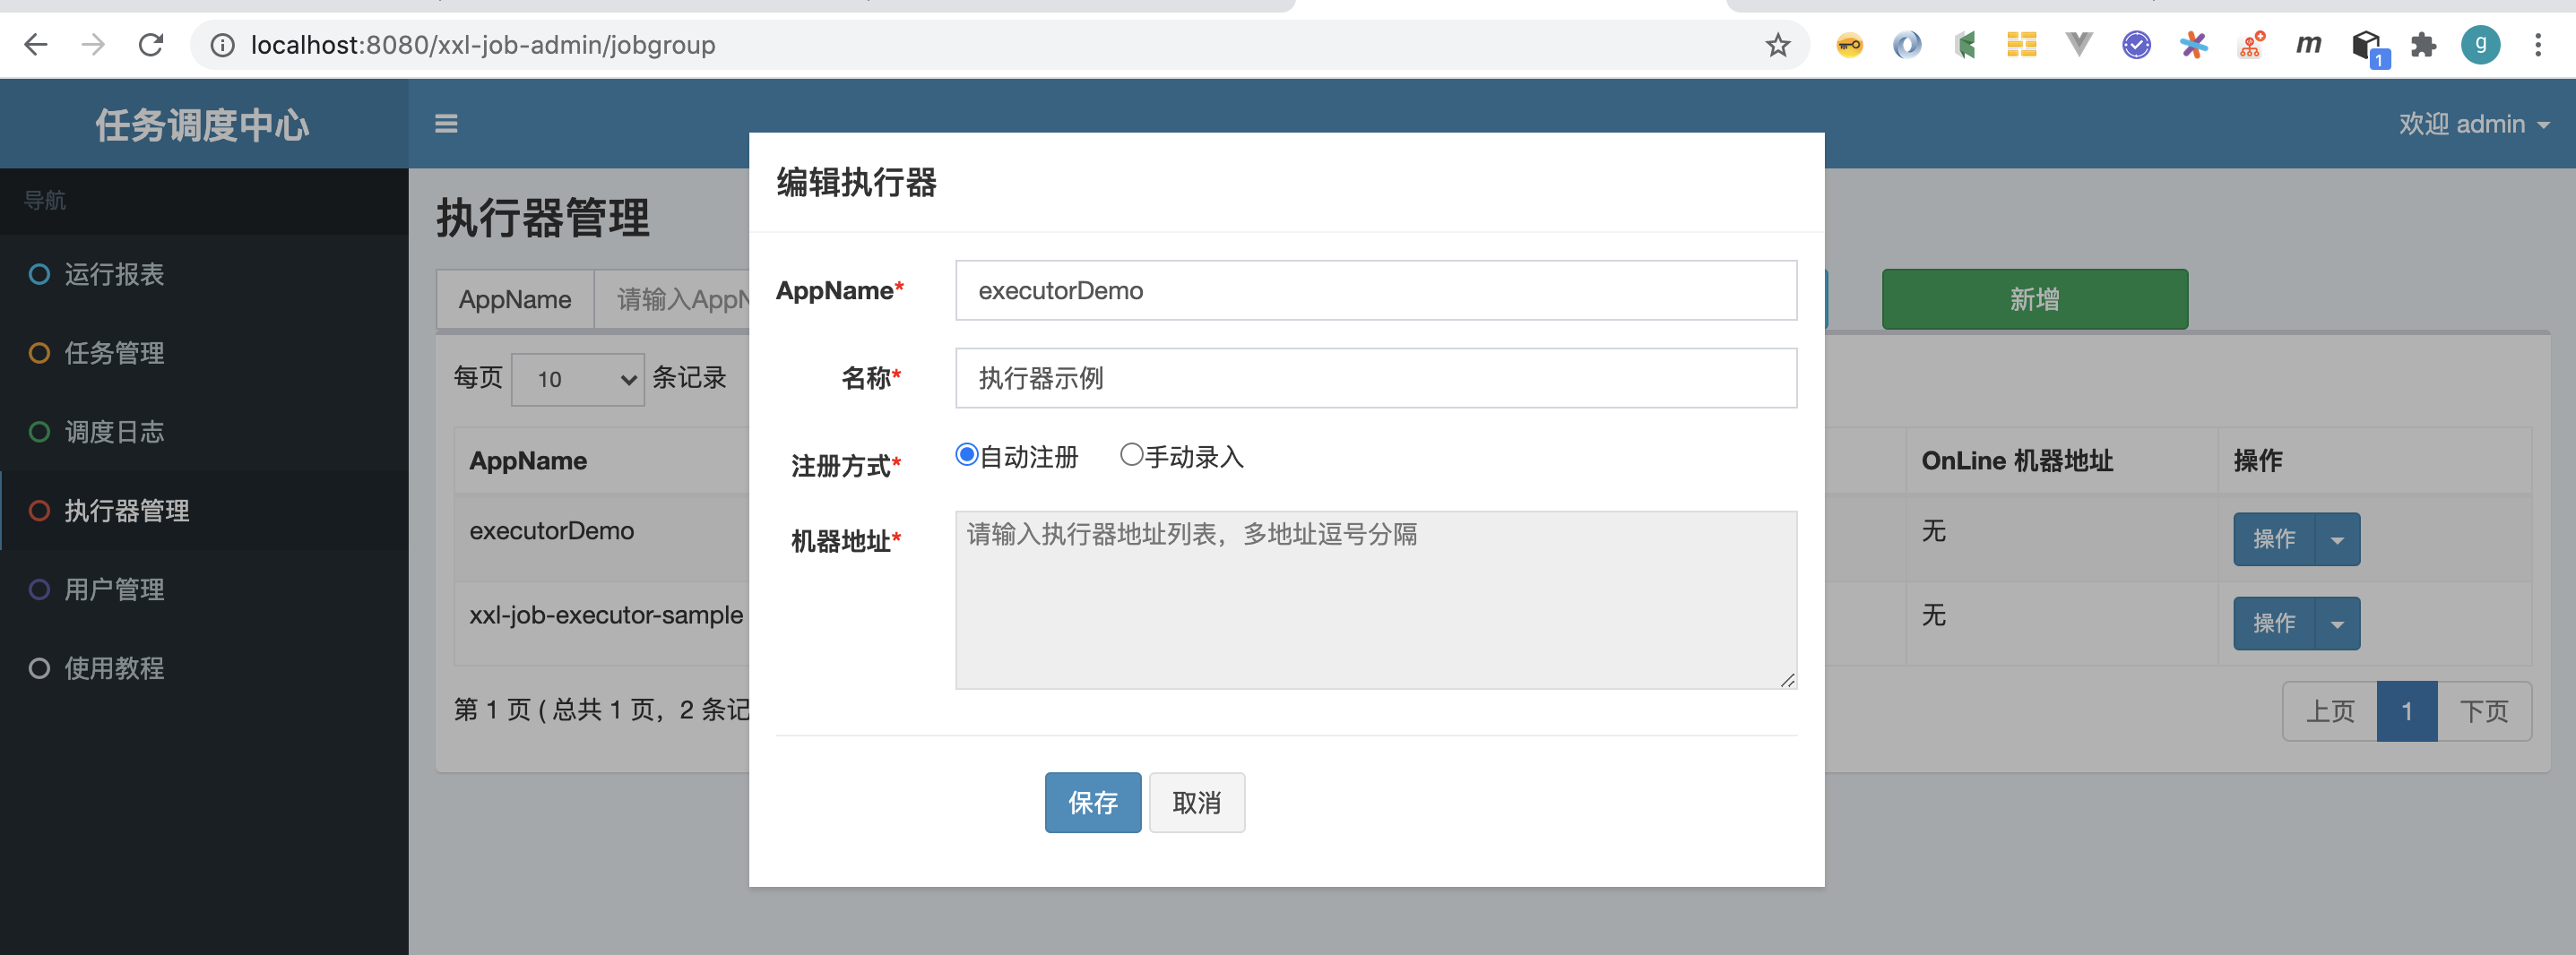 localhost:8080/xxl-job-admin/jobgroup
m
1
g
任务调度中心
欢迎 admin
导航
运行报表
任务管理
调度日志
执行器管理
用户管理
使用教程
执行器管理
AppName
请输入AppN
新增
每页 10 条记录
AppName
OnLine 机器地址
操作
executorDemo
无
操作
xxl-job-executor-sample
无
操作
第 1 页 ( 总共 1 页，2 条记
上页 1 下页
编辑执行器
AppName* executorDemo
名称* 执行器示例
注册方式* 自动注册 手动录入
机器地址* 请输入执行器地址列表，多地址逗号分隔
保存 取消